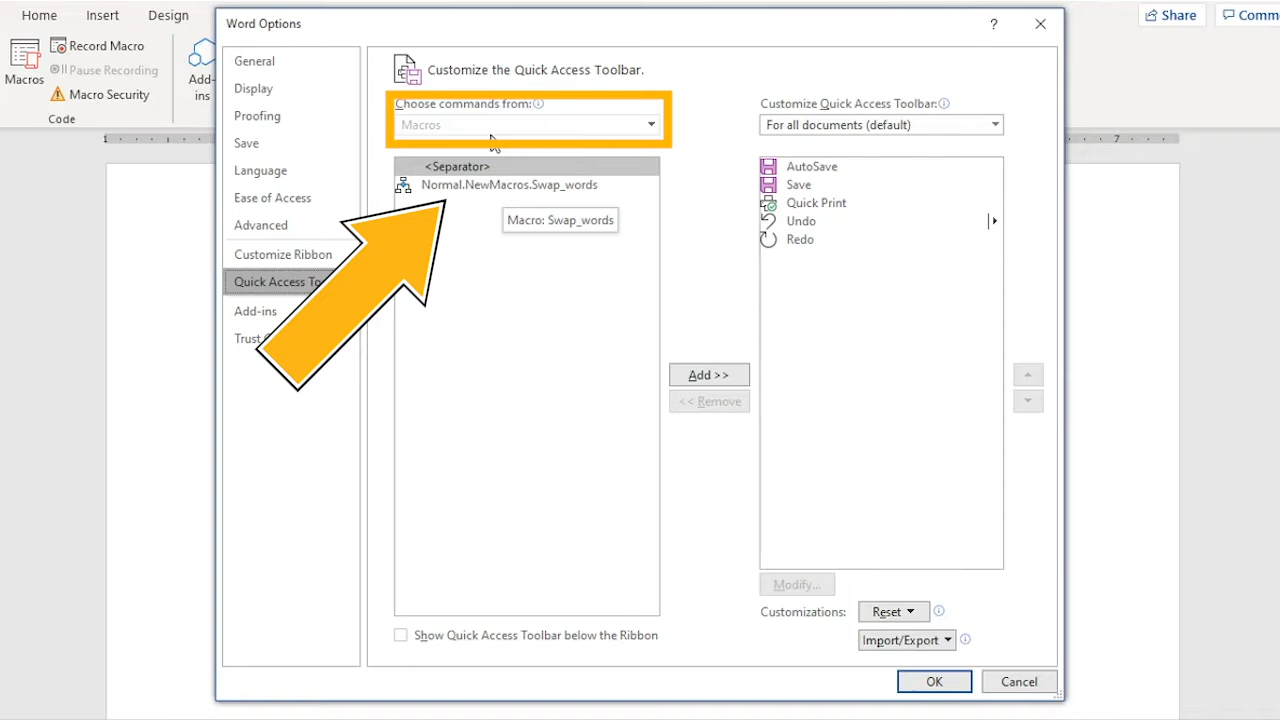 Home Insert Design
Word Options
?
Share
Comm
Macros
Record Macro
Pause Recording
Macro Security
Code
Add-
ins
1
7
General
Display
Proofing
Save
Language
Ease of Access
Advanced
Customize Ribbon
Quick Access To
Add-ins
Trust
Customize the Quick Access Toolbar.
Choose commands from:
Macros
<Separator>
Normal.NewMacros.Swap_words
Macro: Swap_words
Add >>
<< Remove
Customize Quick Access Toolbar:
For all documents (default)
AutoSave
Save
Quick Print
Undo
Redo
Modify...
Customizations: Reset
Import/Export
Show Quick Access Toolbar below the Ribbon
OK Cancel